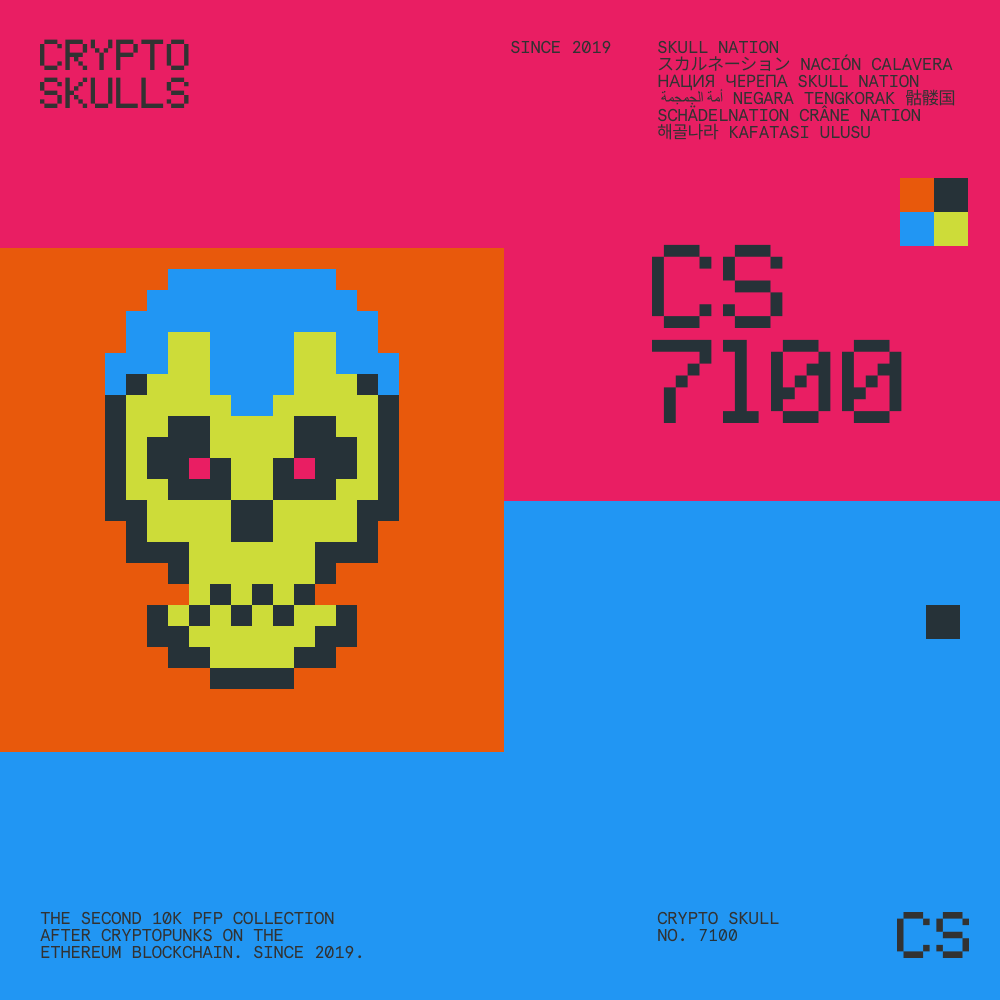 CRYPTO
SKULLS
SINCE 2019
SKULL NATION
スカルネーション NACIÓN CALAVERA
НАЦИЯ ЧЕРЕПА SKULL NATION
أمة الجمجمة NEGARA TENGKORAK 骷髅国
SCHÄDELNATION CRÂNE NATION
해골나라 KAFATASI ULUSU
CS
7100
THE SECOND 10K PFP COLLECTION
AFTER CRYPTOPUNKS ON THE
ETHEREUM BLOCKCHAIN. SINCE 2019.
CRYPTO SKULL
NO. 7100
CS